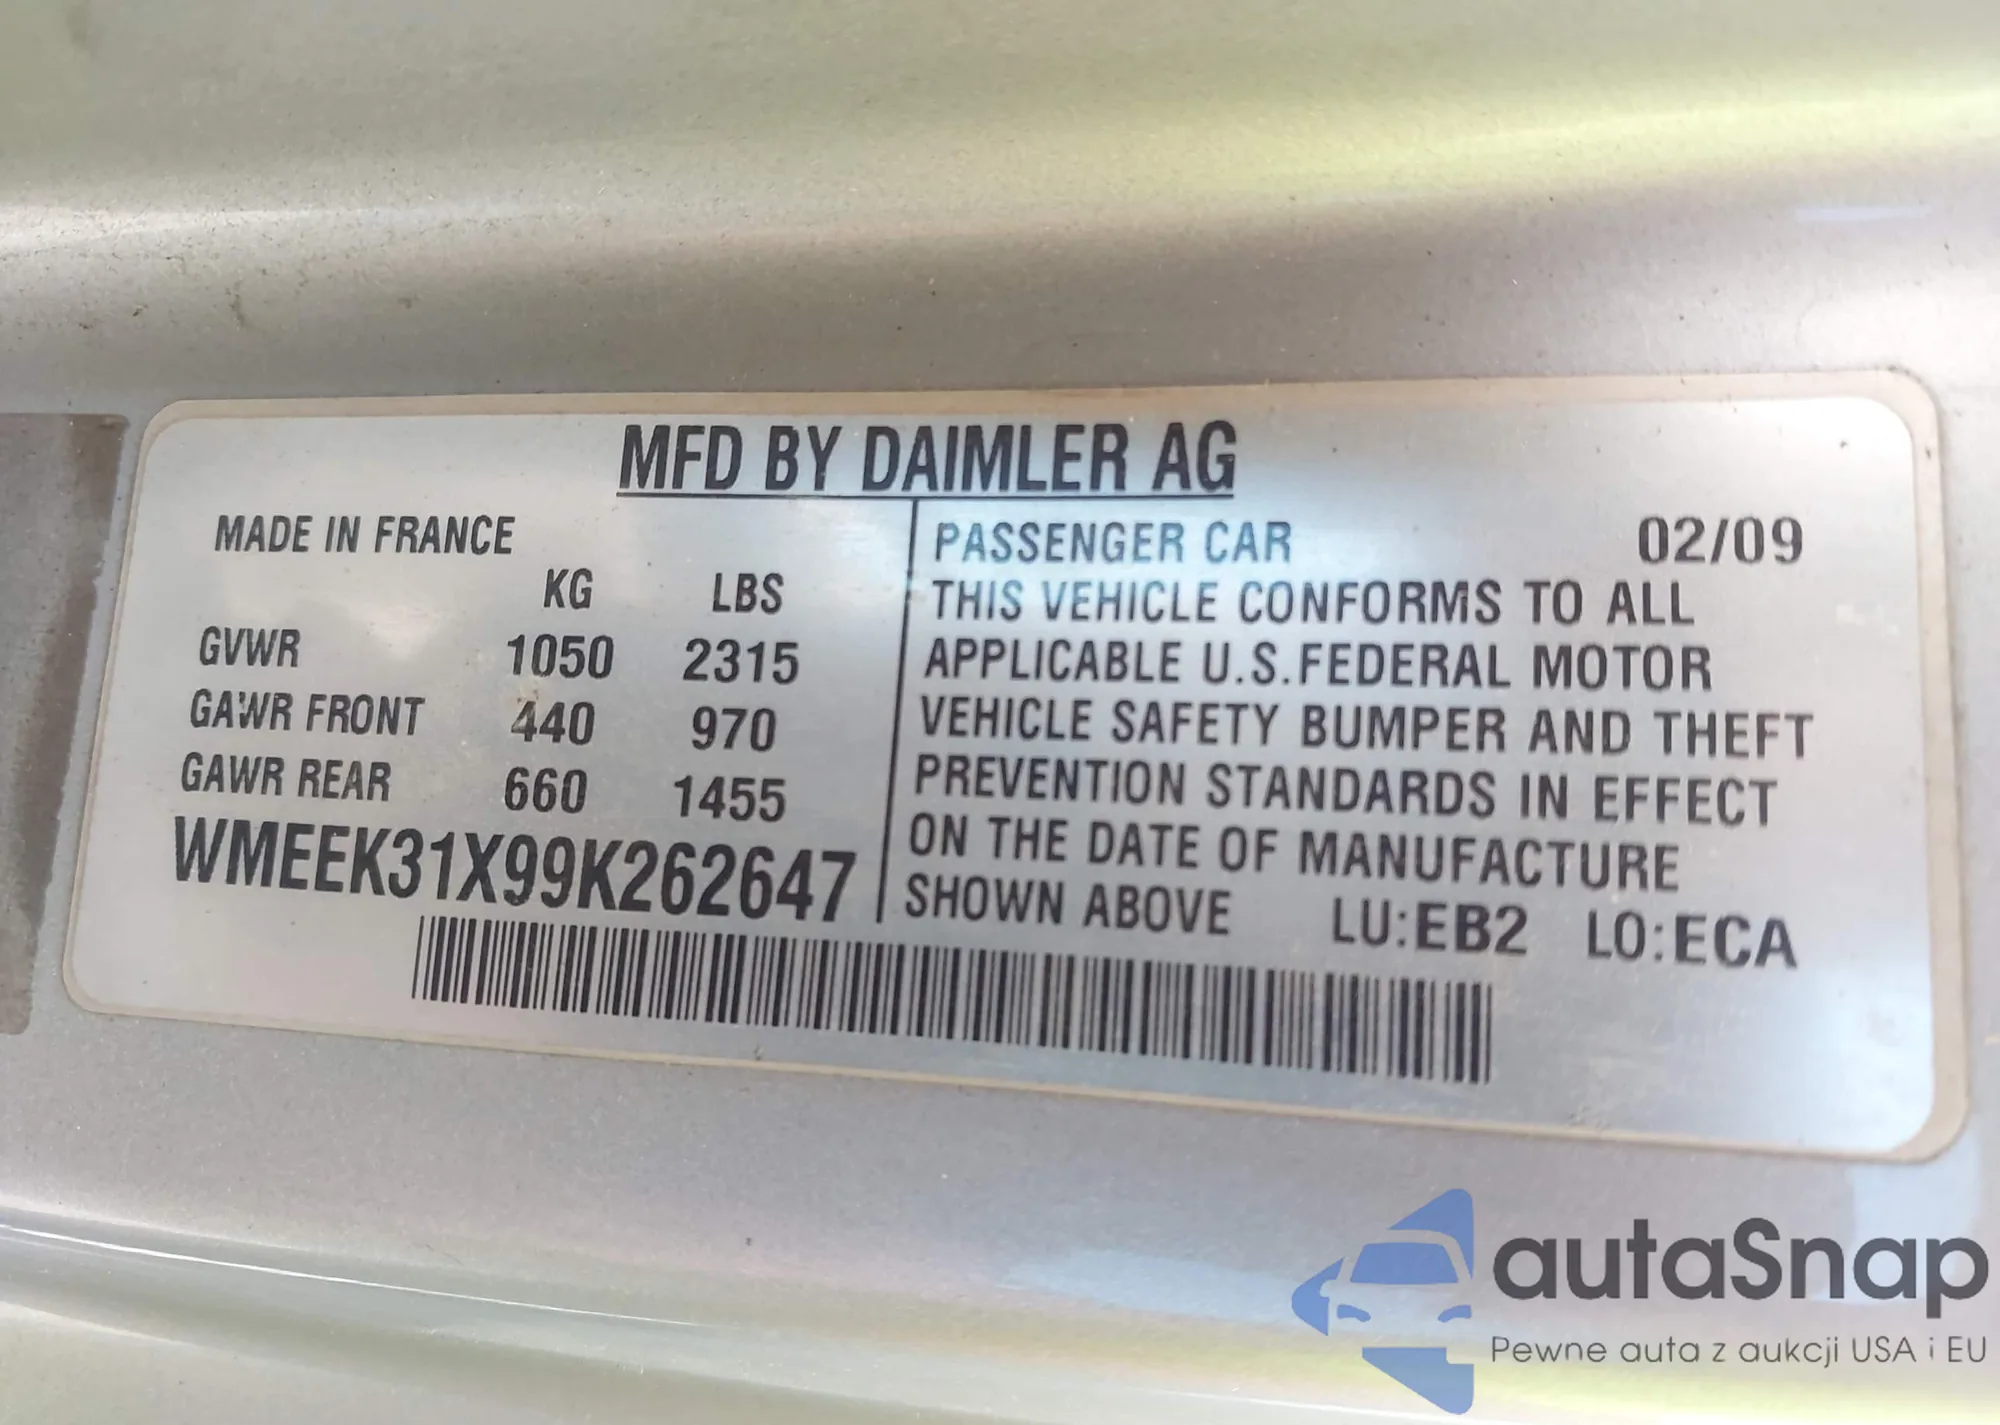 MFD BY DAIMLER AG
MADE IN FRANCE
KG LBS
GVWR 1050 2315
GAWR FRONT 440 970
GAWR REAR 660 1455
WMEEK31X99K262647
PASSENGER CAR 02/09
THIS VEHICLE CONFORMS TO ALL
APPLICABLE U.S.FEDERAL MOTOR
VEHICLE SAFETY BUMPER AND THEFT
PREVENTION STANDARDS IN EFFECT
ON THE DATE OF MANUFACTURE
SHOWN ABOVE LU:EB2 LO:ECA
autaSnap
Pewne auta z aukcji USA i EU